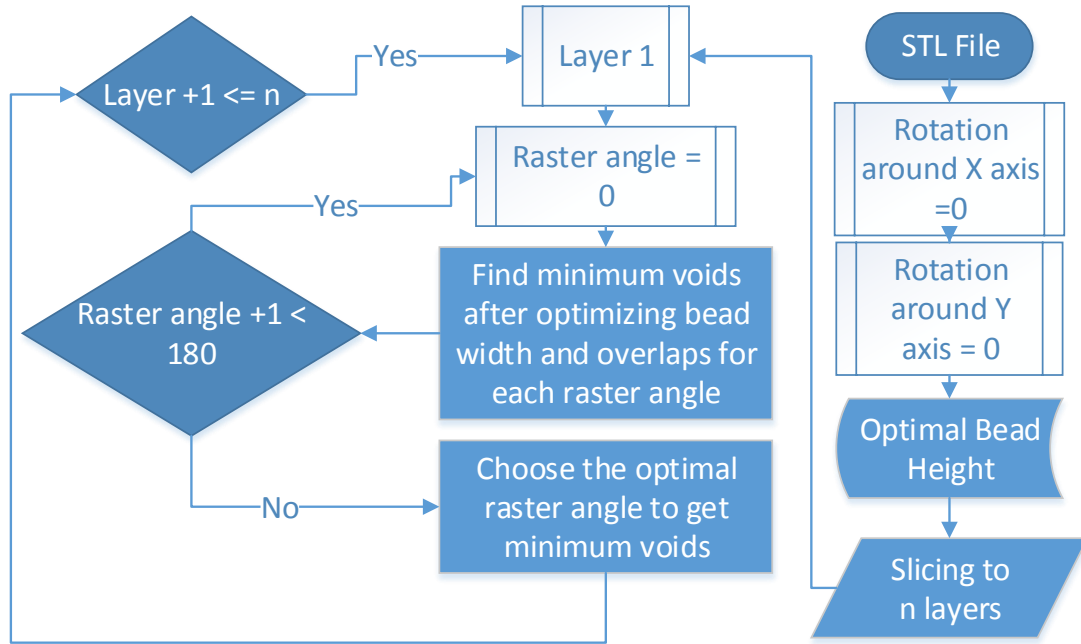 Layer +1 <= n
Yes
Layer 1
STL File
Rotation
around X axis
=0
Raster angle =
0
Yes
Rotation
around Y
axis = 0
Find minimum voids
after optimizing bead
width and overlaps for
each raster angle
Raster angle +1 <
180
Optimal Bead
Height
Choose the optimal
raster angle to get
minimum voids
No
Slicing to
n layers